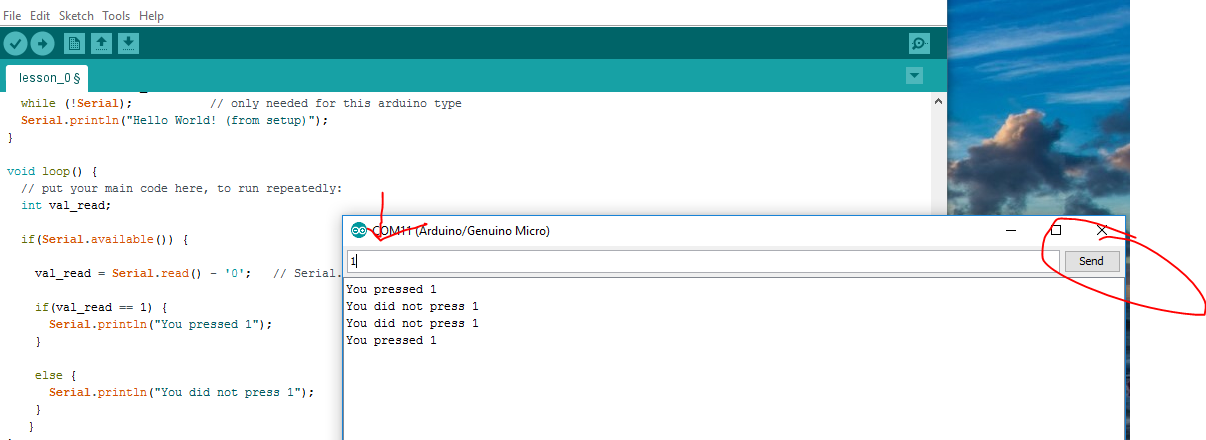 File Edit Sketch Tools Help
lesson_0 §
while (!Serial); // only needed for this arduino type
Serial.println("Hello World! (from setup)");
}
void loop() {
// put your main code here, to run repeatedly:
int val_read;
if(Serial.available()) {
val_read = Serial.read() - '0'; // Serial.
if(val_read == 1) {
Serial.println("You pressed 1");
}
else {
Serial.println("You did not press 1");
}
}
COM11 (Arduino/Genuino Micro)
1
Send
You pressed 1
You did not press 1
You did not press 1
You pressed 1